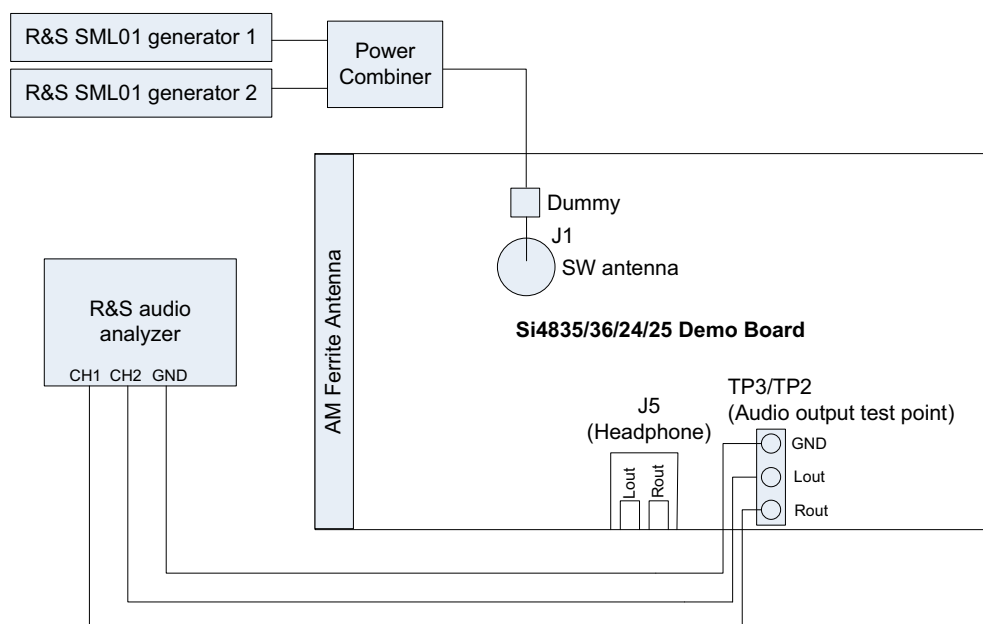 R&S SML01 generator 1
R&S SML01 generator 2
Power
Combiner
Dummy
J1
SW antenna
AM Ferrite Antenna
R&S audio
analyzer
CH1 CH2 GND
Si4835/36/24/25 Demo Board
J5
(Headphone)
Lout
Rout
TP3/TP2
(Audio output test point)
GND
Lout
Rout